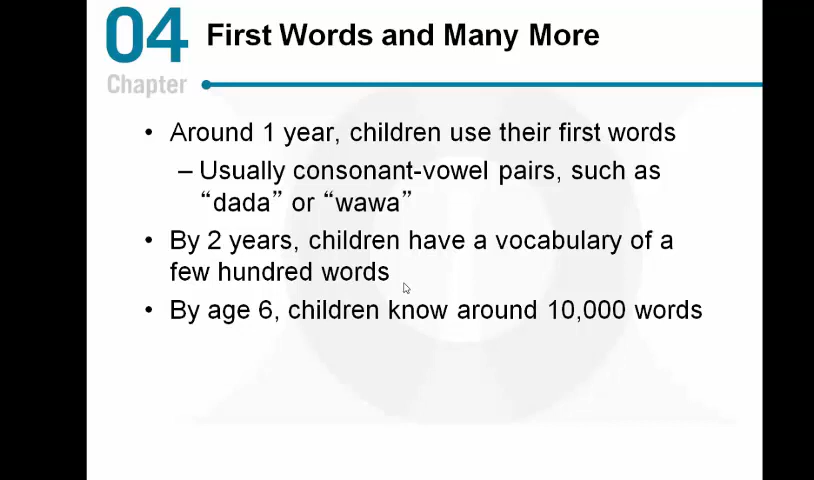 04
Chapter
First Words and Many More
• Around 1 year, children use their first words
– Usually consonant-vowel pairs, such as
“dada” or “wawa”
• By 2 years, children have a vocabulary of a
few hundred words
• By age 6, children know around 10,000 words